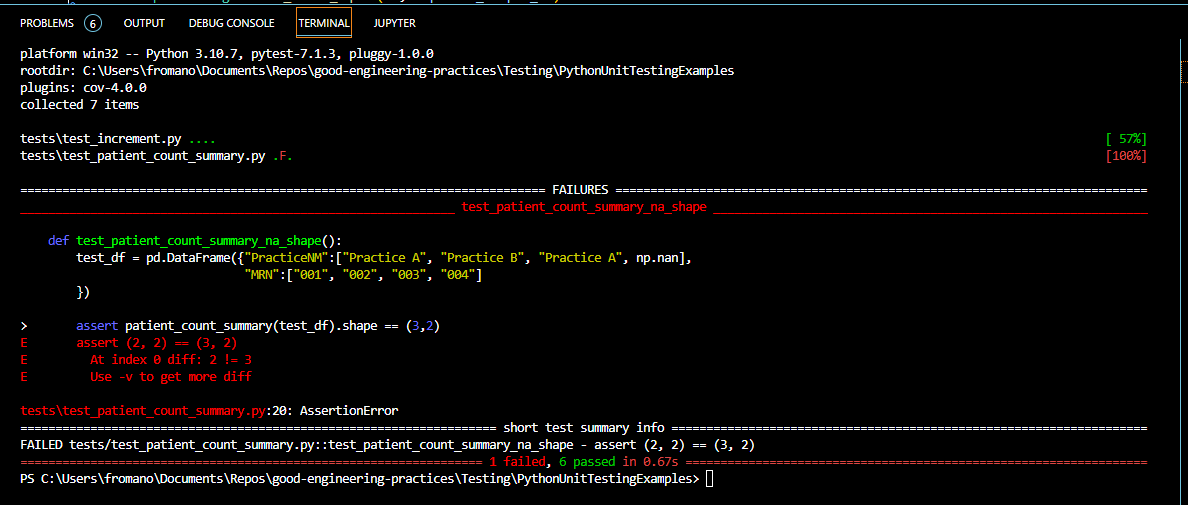 PROBLEMS 6 OUTPUT DEBUG CONSOLE TERMINAL JUPYTER
platform win32 -- Python 3.10.7, pytest-7.1.3, pluggy-1.0.0
rootdir: C:\Users\fromano\Documents\Repos\good-engineering-practices\Testing\PythonUnitTestingExamples
plugins: cov-4.0.0
collected 7 items
tests\test_increment.py .... [ 57%]
tests\test_patient_count_summary.py .F. [100%]
=========================================================================== FAILURES ============================================================================
______________________________________________________________ test_patient_count_summary_na_shape ______________________________________________________________
def test_patient_count_summary_na_shape():
test_df = pd.DataFrame({"PracticeNM":["Practice A", "Practice B", "Practice A", np.nan],
"MRN":["001", "002", "003", "004"]
})
> assert patient_count_summary(test_df).shape == (3,2)
E assert (2, 2) == (3, 2)
E At index 0 diff: 2 != 3
E Use -v to get more diff
tests\test_patient_count_summary.py:20: AssertionError
==================================================================== short test summary info ====================================================================
FAILED tests/test_patient_count_summary.py::test_patient_count_summary_na_shape - assert (2, 2) == (3, 2)
================================================================== 1 failed, 6 passed in 0.67s ==================================================================
PS C:\Users\fromano\Documents\Repos\good-engineering-practices\Testing\PythonUnitTestingExamples>